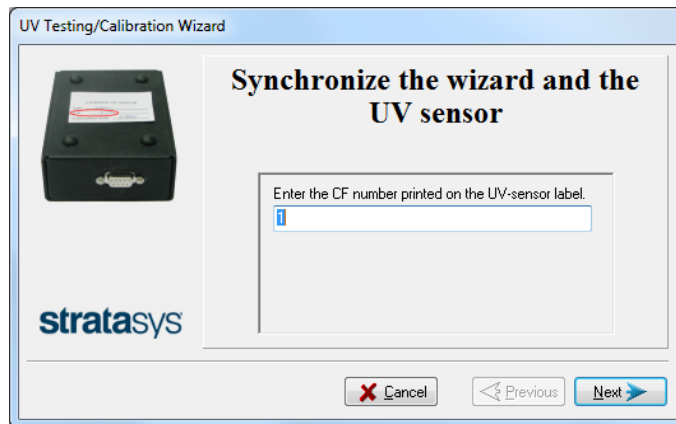 UV Testing/Calibration Wizard
Synchronize the wizard and the
UV sensor
Enter the CF number printed on the UV-sensor label.
1
stratasys
Cancel
Previous
Next